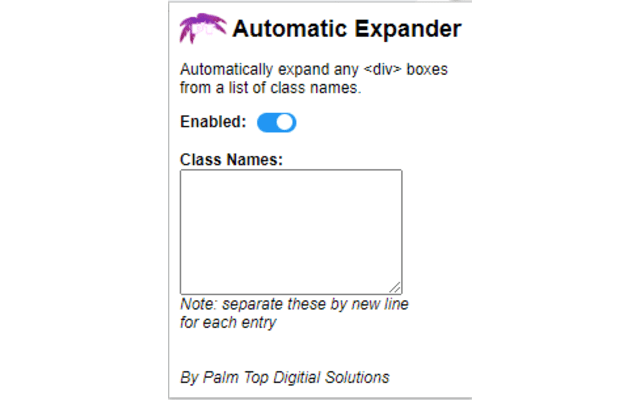 Automatic Expander
Automatically expand any <div> boxes
from a list of class names.
Enabled:
Class Names:
Note: separate these by new line
for each entry
By Palm Top Digitial Solutions